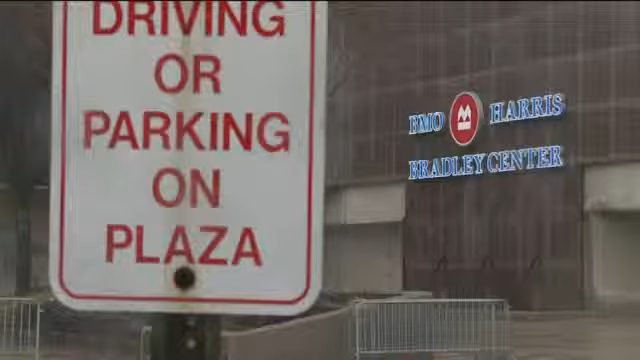 DRIVING
OR
PARKING
ON
PLAZA
BMO HARRIS
BRADLEY CENTER